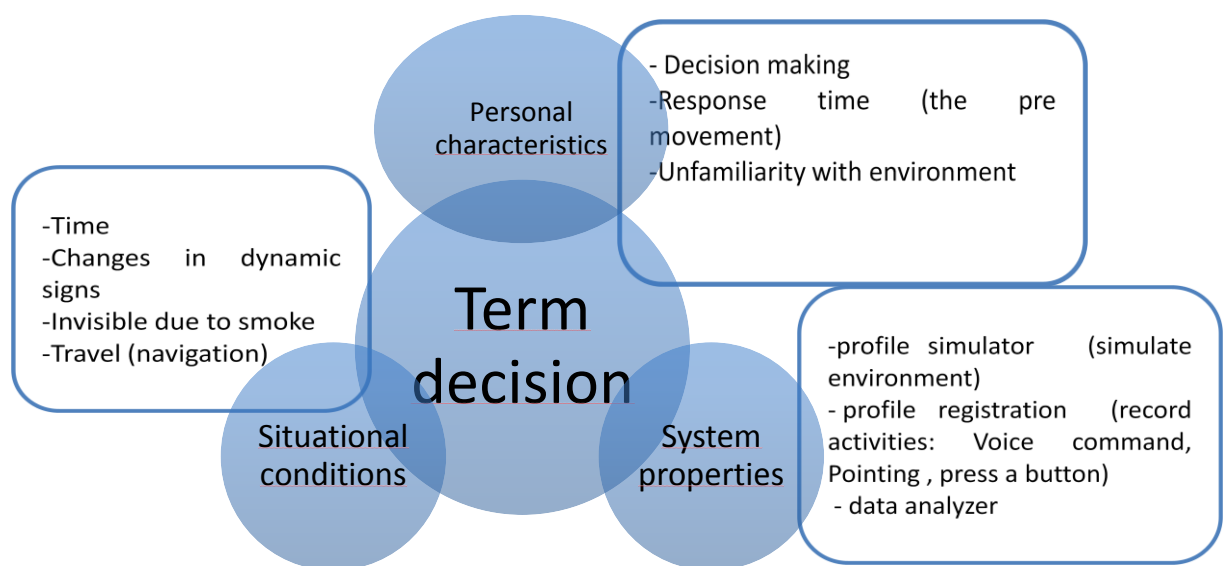 Personal
characteristics
- Decision making
-Response time (the pre
movement)
-Unfamiliarity with environment
-Time
-Changes in dynamic
signs
-Invisible due to smoke
-Travel (navigation)
Term
decision
Situational
conditions
System
properties
-profile simulator (simulate
environment)
- profile registration (record
activities: Voice command,
Pointing , press a button)
- data analyzer